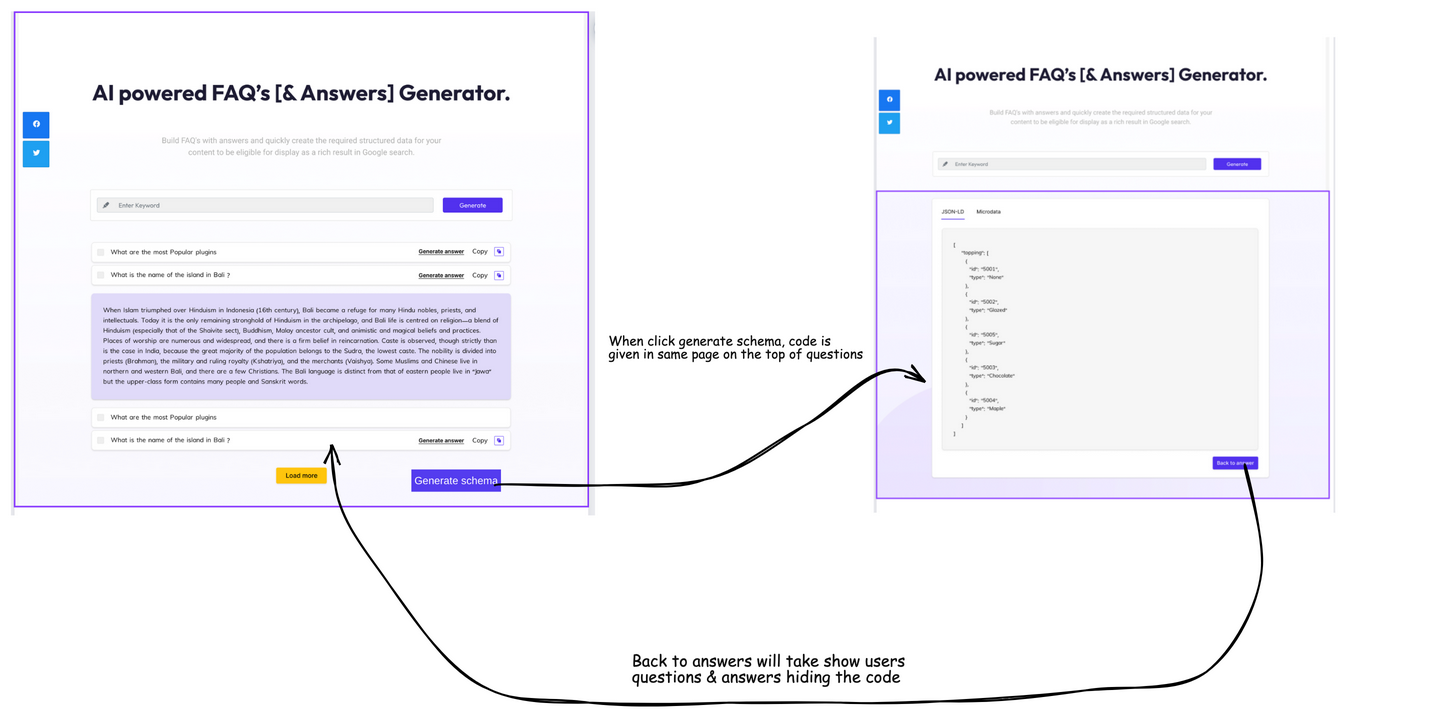 AI powered FAQ's [& Answers] Generator.
Build FAQ's with answers and quickly create the required structured data for your
content to be eligible for display as a rich result in Google search.
Enter Keyword
Generate
What are the most Popular plugins
Generate answer
Copy
What is the name of the island in Bali ?
Generate answer
Copy
When Islam triumphed over Hinduism in Indonesia (16th century), Bali became a refuge for many Hindu nobles, priests, and
intellectuals. Today it is the only remaining stronghold of Hinduism in the archipelago, and Bali life is centred on religion—a blend of
Hinduism (especially that of the Shaivite sect), Buddhism, Malay ancestor cult, and animistic and magical beliefs and practices.
Places of worship are numerous and widespread, and there is a firm belief in reincarnation. Caste is observed, though strictly than
is the case in India, because the great majority of the population belongs to the Sudra, the lowest caste. The nobility is divided into
priests (Brahman), the military and ruling royalty (Kshatriya), and the merchants (Vaishya). Some Muslims and Chinese live in
northern and western Bali, and there are a few Christians. The Bali language is distinct from that of eastern people live in "Jawa"
but the upper-class form contains many people and Sanskrit words.
What are the most Popular plugins
What is the name of the island in Bali ?
Generate answer
Copy
Load more
Generate schema
When click generate schema, code is
given in same page on the top of questions
AI powered FAQ's [& Answers] Generator.
Build FAQ's with answers and quickly create the required structured data for your
content to be eligible for display as a rich result in Google search.
Enter Keyword
Generate
JSON-LD
Microdata
[
"topping": [
{
"id": "5001",
"type": "None"
},
{
"id": "5002",
"type": "Glazed"
},
{
"id": "5005",
"type": "Sugar"
},
{
"id": "5003",
"type": "Chocolate"
},
{
"id": "5004",
"type": "Maple"
}
]
]
Back to answer
Back to answers will take show users
questions & answers hiding the code